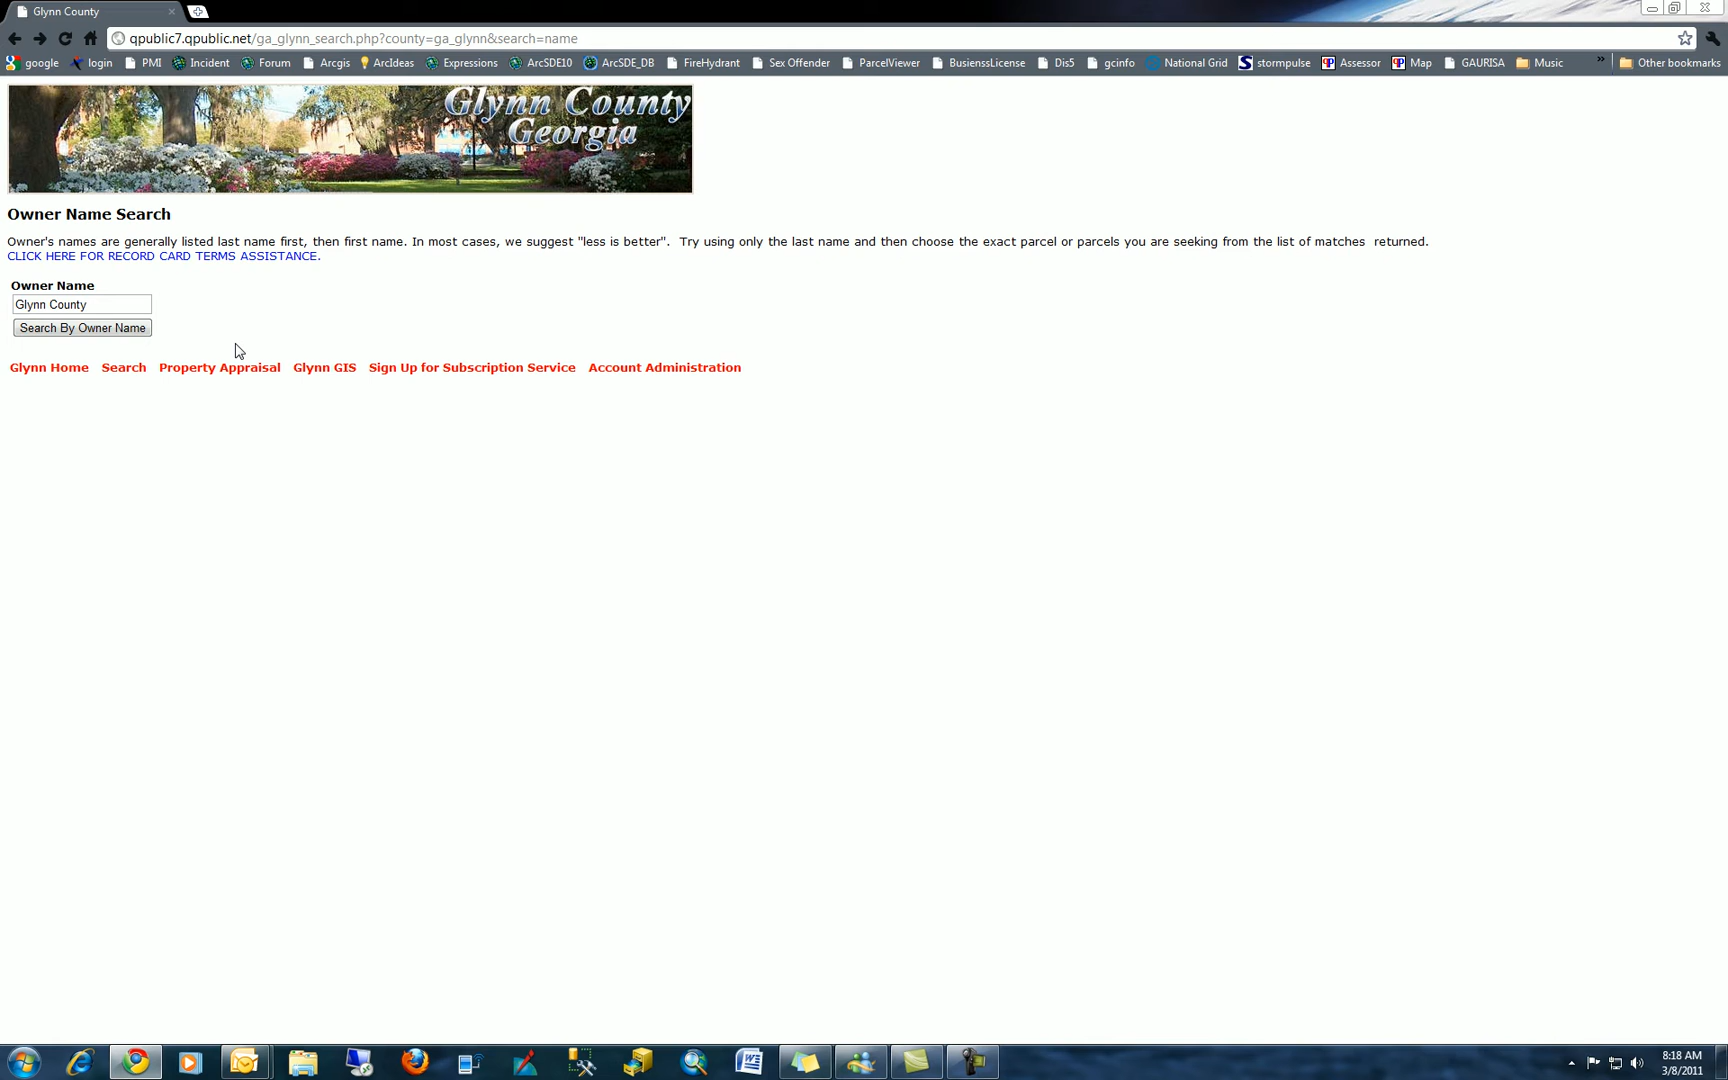 Glynn County
qpublic7.qpublic.net/ga_glynn_search.php?county=ga_glynn&search=name
google login PMI Incident Forum Arcgis ArcIdeas Expressions ArcSDE10 ArcSDE_DB FireHydrant Sex Offender ParcelViewer BusienssLicense Dis5 gcinfo National Grid stormpulse Assessor Map GAURISA Music » Other bookmarks
Glynn County
Georgia
Owner Name Search
Owner's names are generally listed last name first, then first name. In most cases, we suggest "less is better". Try using only the last name and then choose the exact parcel or parcels you are seeking from the list of matches returned.
CLICK HERE FOR RECORD CARD TERMS ASSISTANCE.
Owner Name
Glynn County
Search By Owner Name
Glynn Home Search Property Appraisal Glynn GIS Sign Up for Subscription Service Account Administration
8:18 AM
3/8/2011